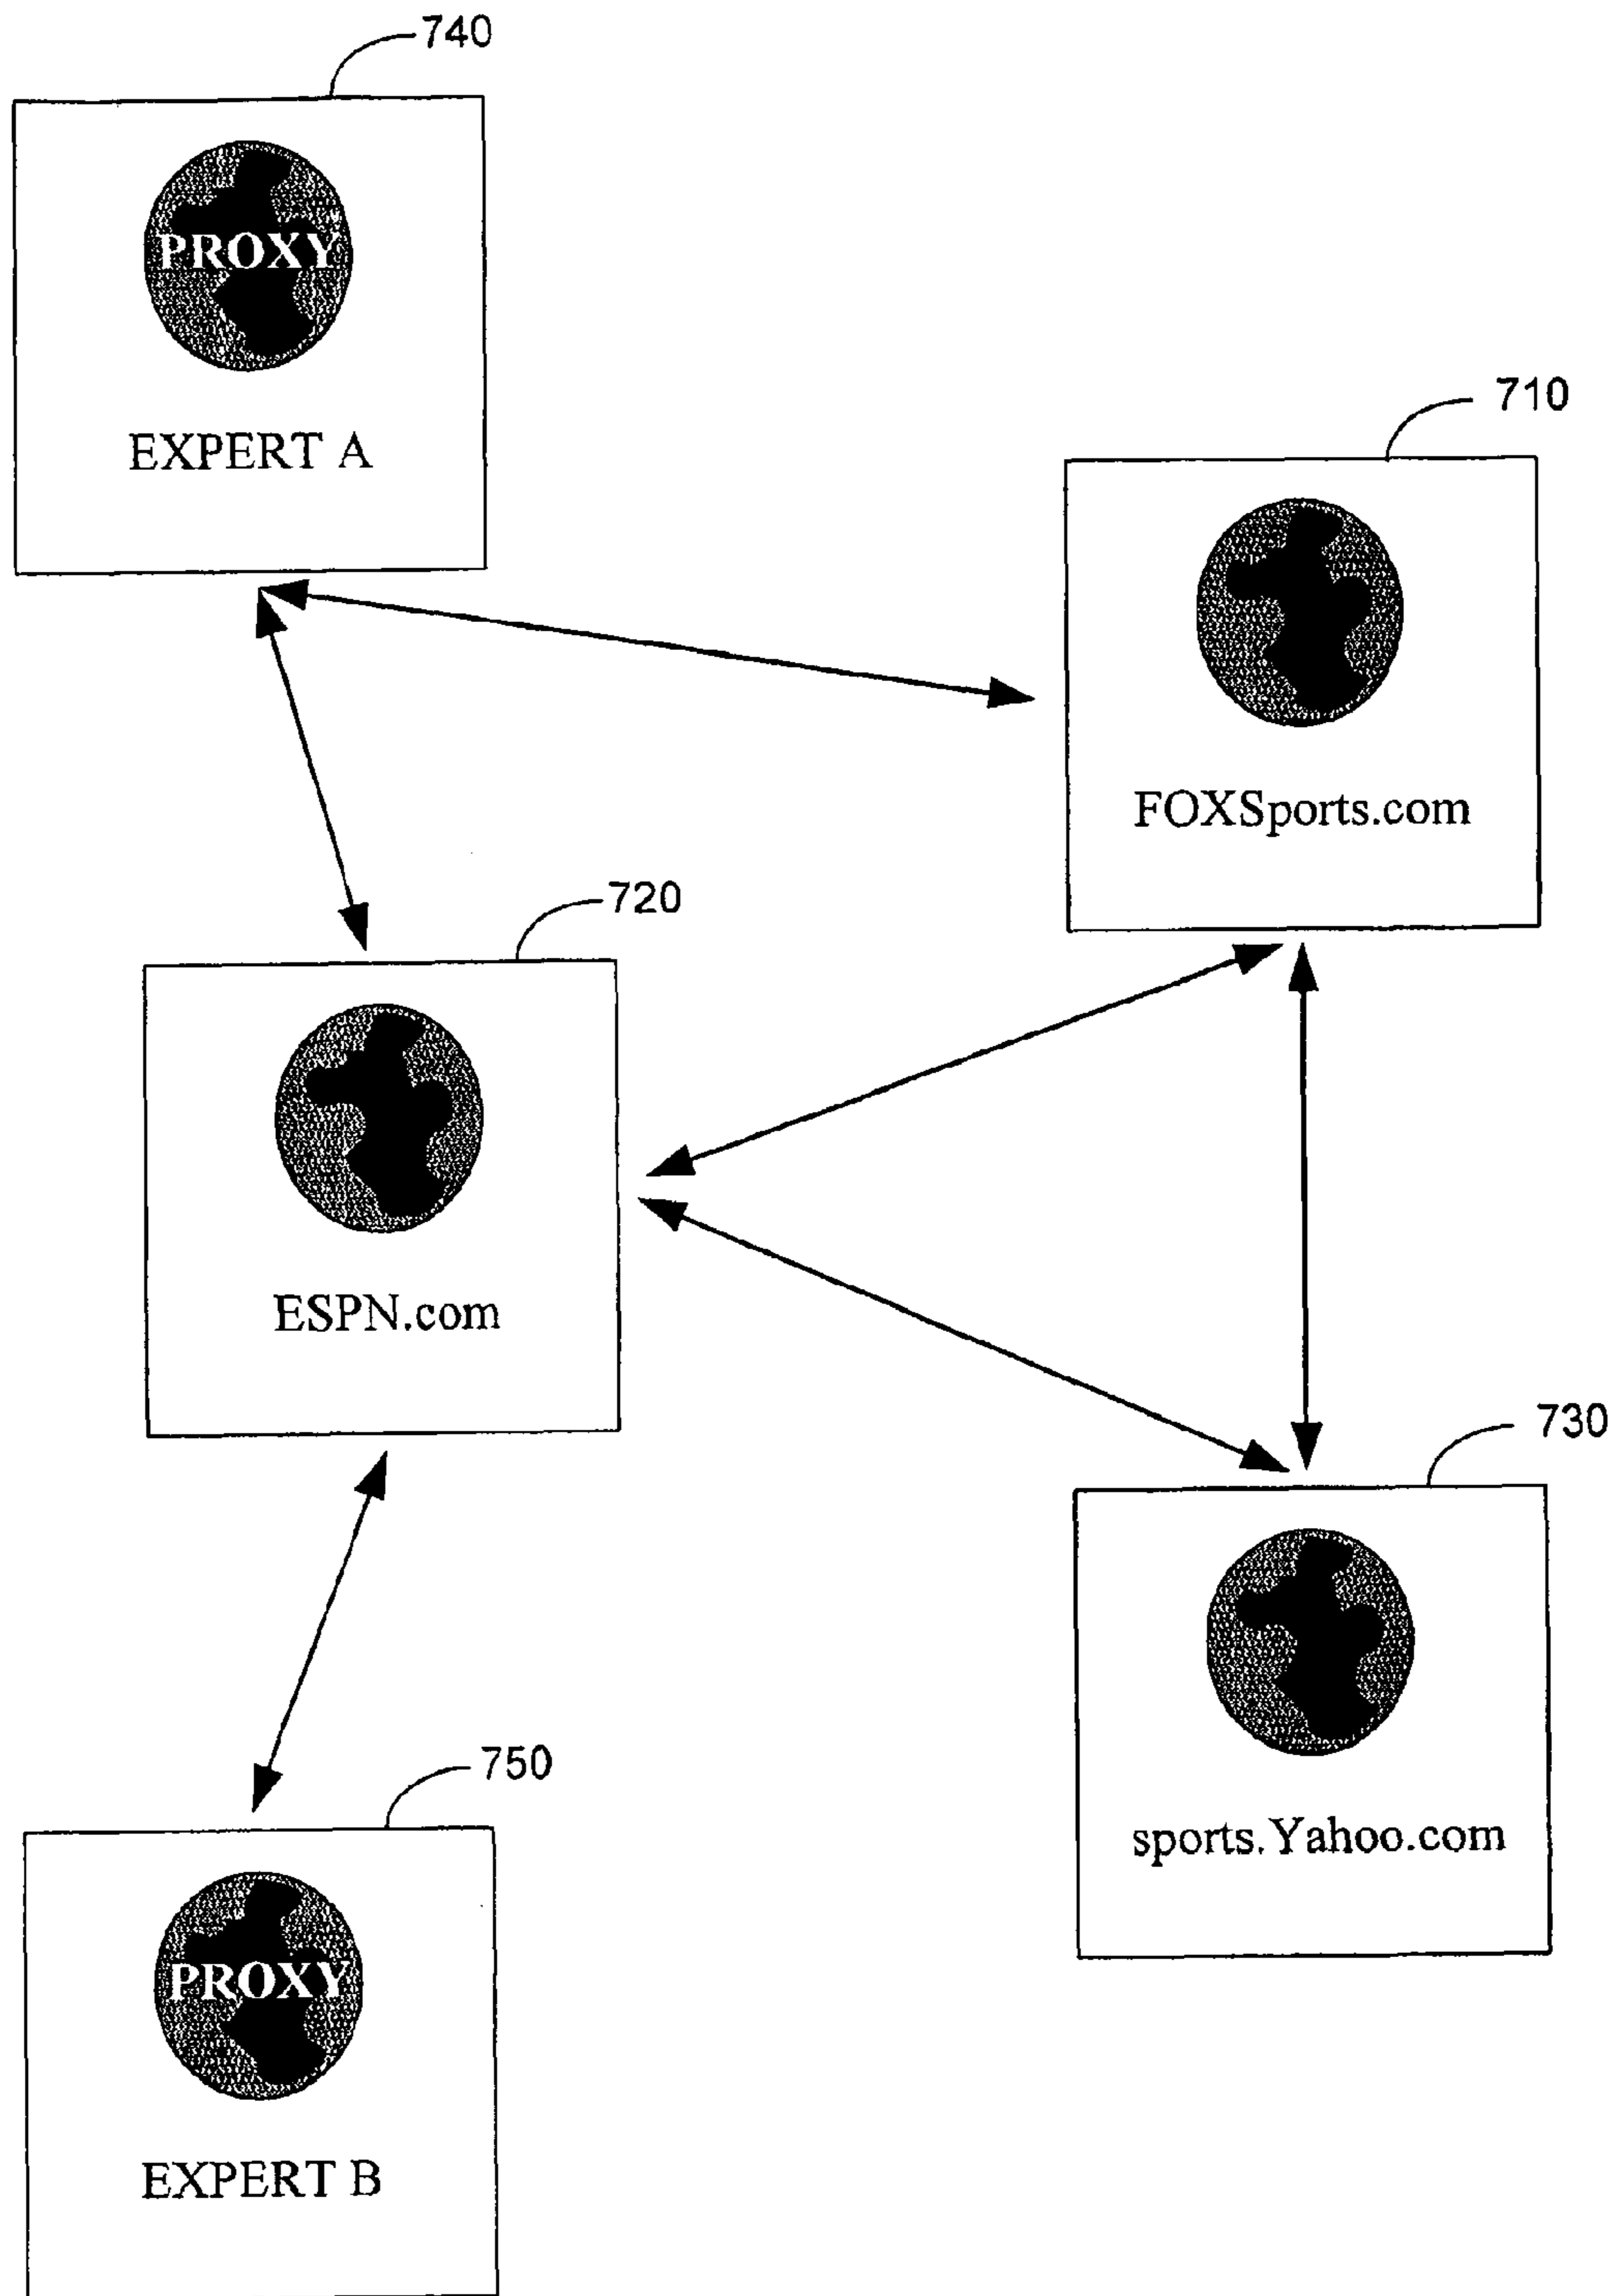 740
PROXY
EXPERT A
710
FOXSports.com
720
ESPN.com
730
sports.Yahoo.com
750
PROXY
EXPERT B